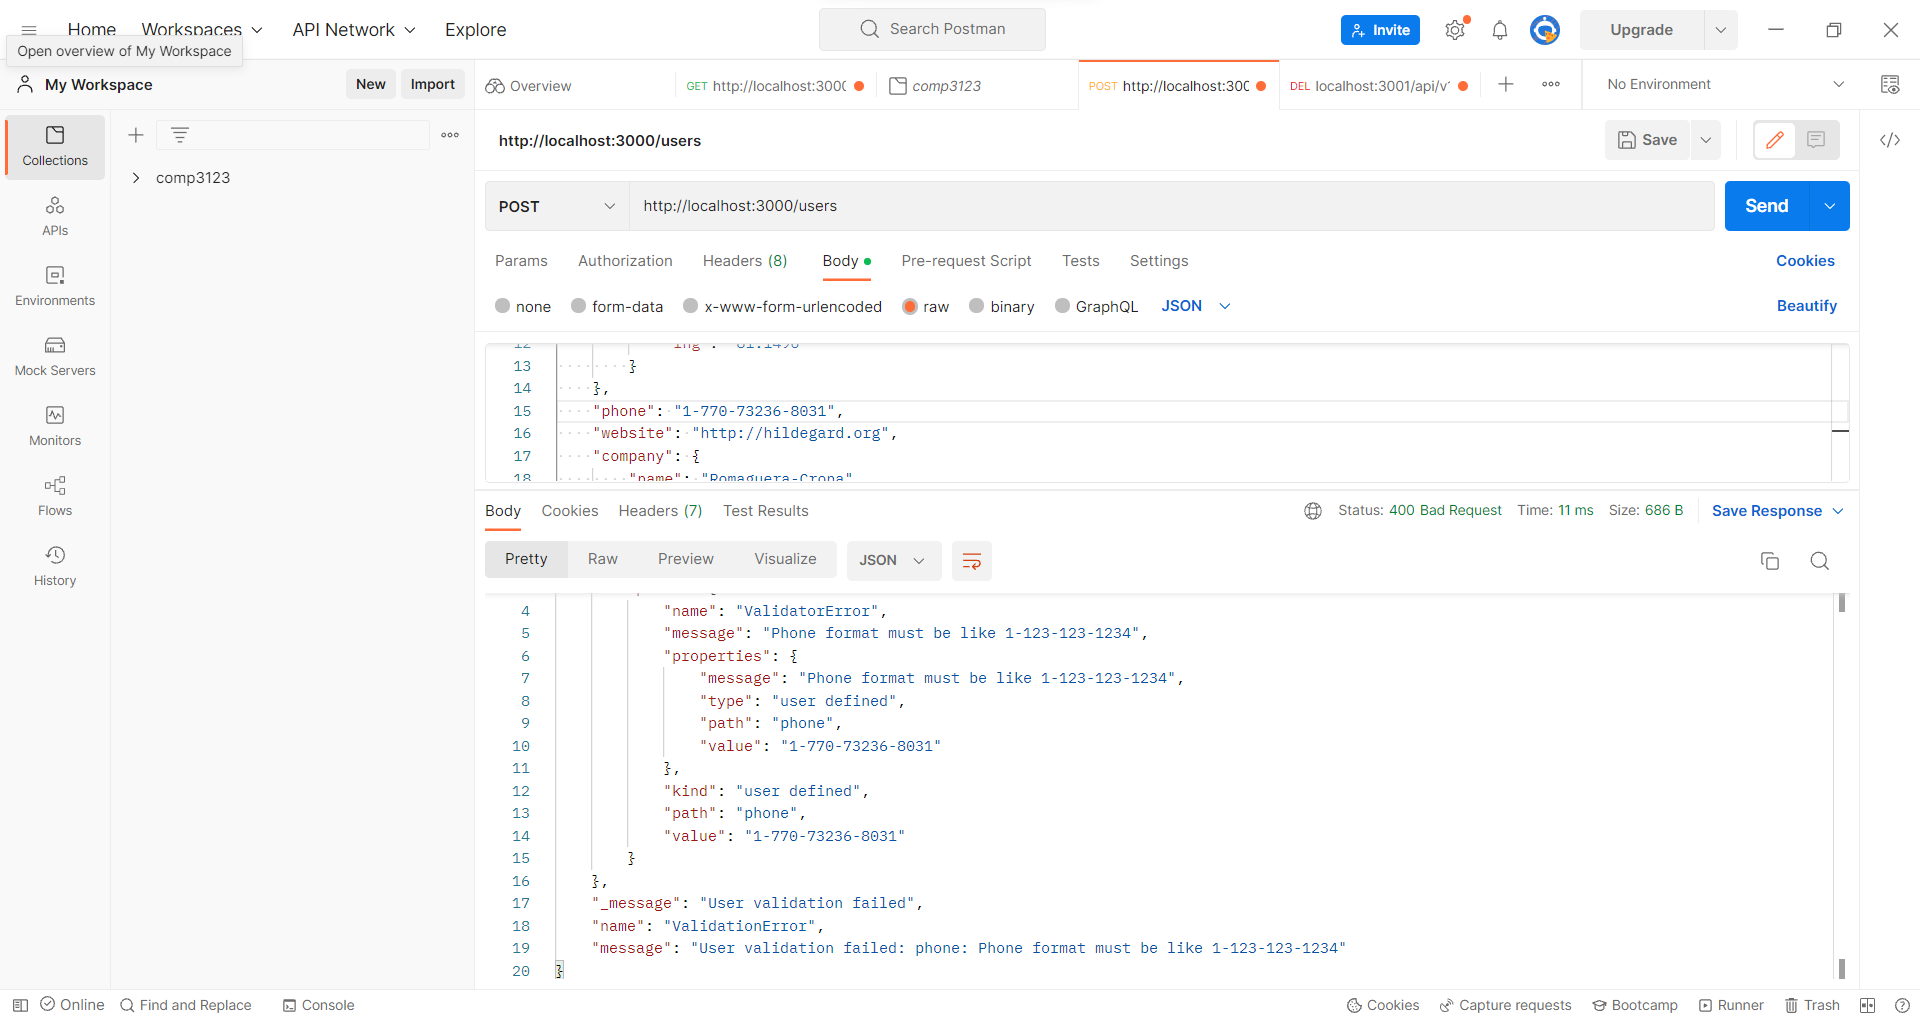 Home
Workspaces
API Network
Explore
Search Postman
Invite
Upgrade
Open overview of My Workspace
My Workspace
New
Import
Overview
GET http://localhost:3000
comp3123
POST http://localhost:300
DEL localhost:3001/api/v1
No Environment
Collections
APIs
Environments
Mock Servers
Monitors
Flows
History
comp3123
http://localhost:3000/users
Save
POST
http://localhost:3000/users
Send
Params
Authorization
Headers (8)
Body
Pre-request Script
Tests
Settings
Cookies
none
form-data
x-www-form-urlencoded
raw
binary
GraphQL
JSON
Beautify
13 }
14 },
15 "phone": "1-770-73236-8031",
16 "website": "http://hildegard.org",
17 "company": {
18 "name": "Romaguera-Crona"
Body
Cookies
Headers (7)
Test Results
Status: 400 Bad Request
Time: 11 ms
Size: 686 B
Save Response
Pretty
Raw
Preview
Visualize
JSON
4 "name": "ValidatorError",
5 "message": "Phone format must be like 1-123-123-1234",
6 "properties": {
7 "message": "Phone format must be like 1-123-123-1234",
8 "type": "user defined",
9 "path": "phone",
10 "value": "1-770-73236-8031"
11 },
12 "kind": "user defined",
13 "path": "phone",
14 "value": "1-770-73236-8031"
15 }
16 },
17 "_message": "User validation failed",
18 "name": "ValidationError",
19 "message": "User validation failed: phone: Phone format must be like 1-123-123-1234"
20 }
Online
Find and Replace
Console
Cookies
Capture requests
Bootcamp
Runner
Trash